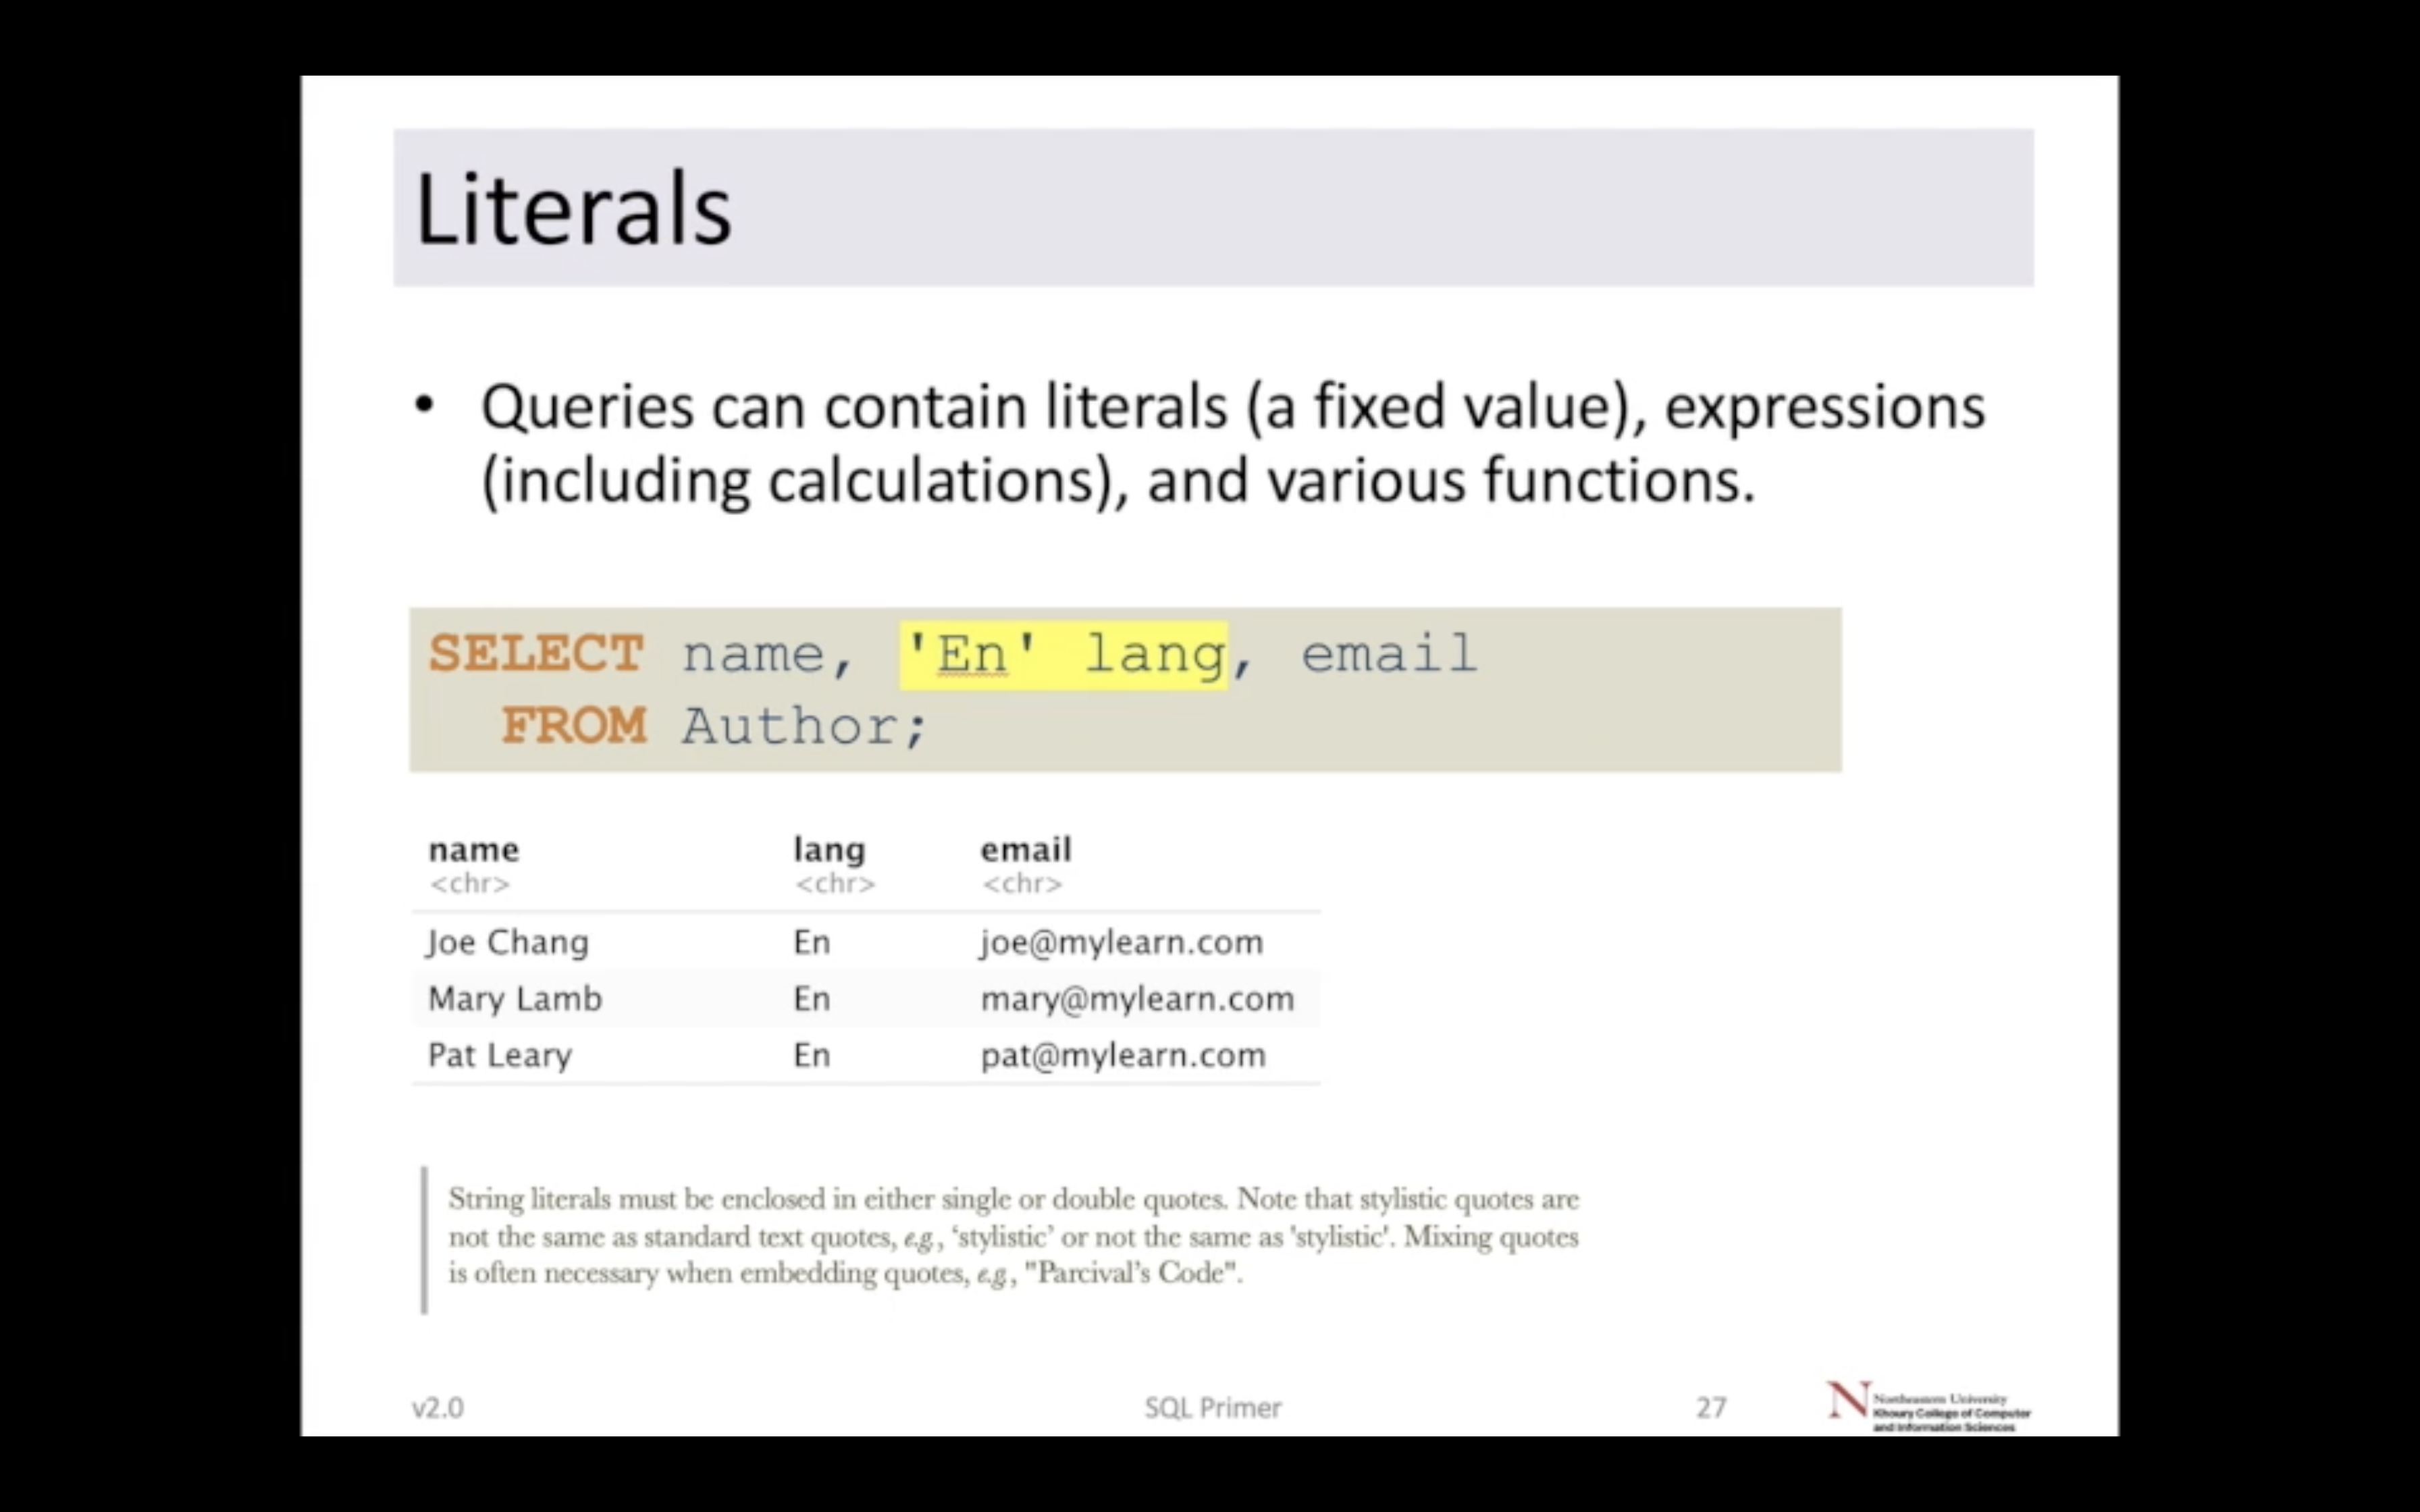 Literals
• Queries can contain literals (a fixed value), expressions
(including calculations), and various functions.
SELECT name, 'En' lang, email
FROM Author;
name lang email
<chr> <chr> <chr>
Joe Chang En joe@mylearn.com
Mary Lamb En mary@mylearn.com
Pat Leary En pat@mylearn.com
String literals must be enclosed in either single or double quotes. Note that stylistic quotes are
not the same as standard text quotes, e.g., ‘stylistic’ or not the same as 'stylistic'. Mixing quotes
is often necessary when embedding quotes, e.g., "Parcival’s Code".
v2.0 SQL Primer 27
N Northeastern University
Khoury College of Computer
and Information Sciences